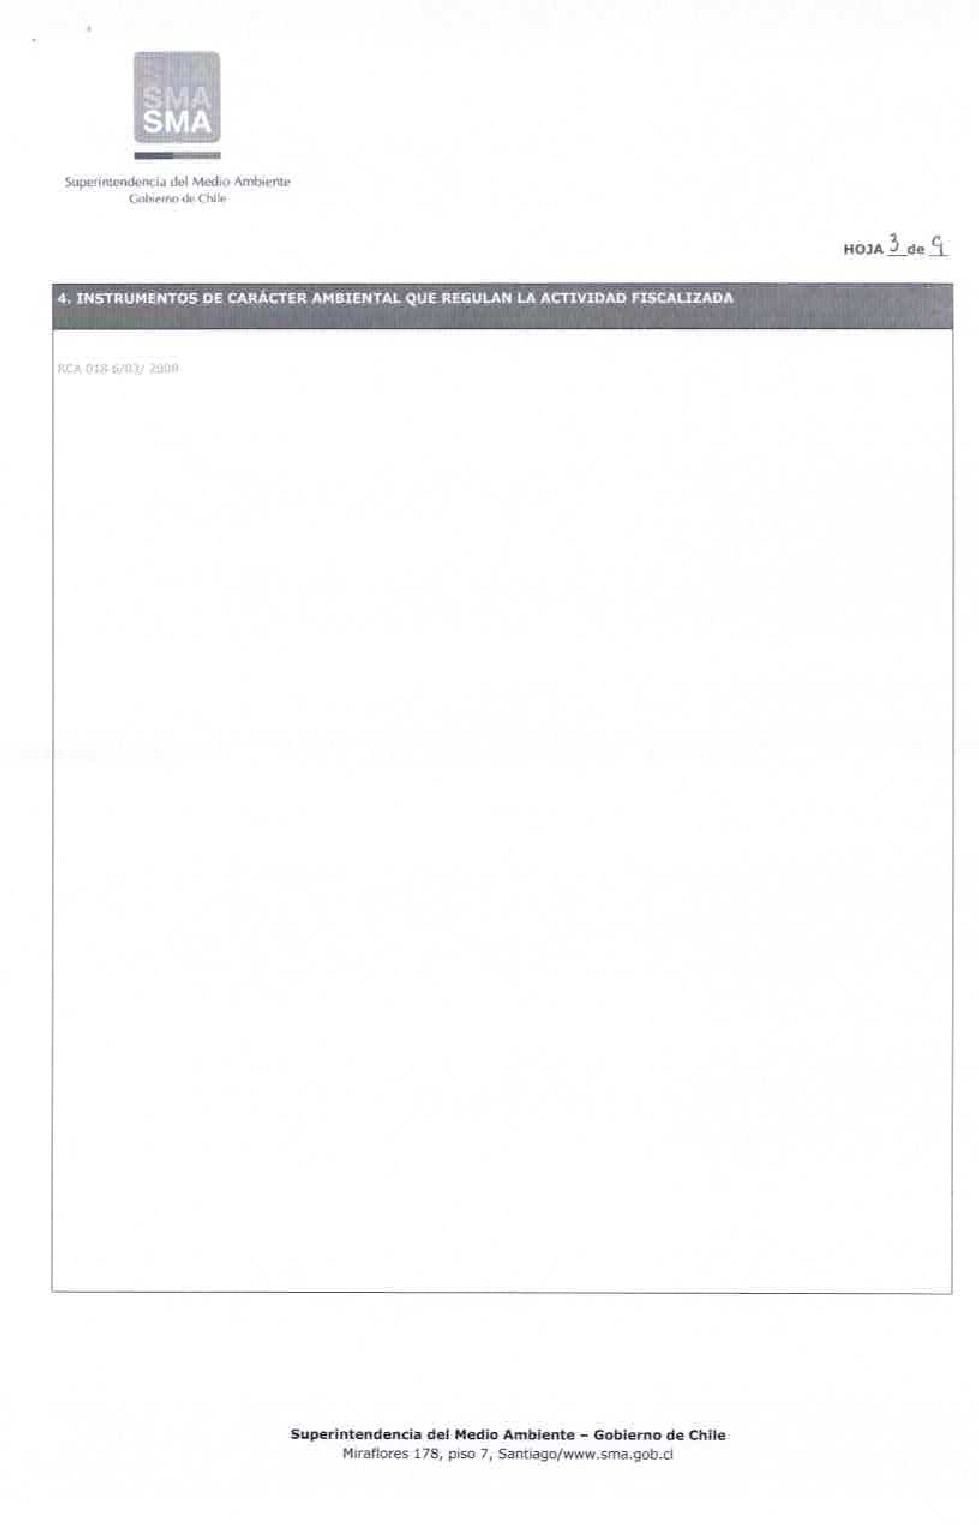 SMA
SMA
SMA
Superintendencia del Medio Ambiente
Gobierno de Chile
HOJA 3 de 9
4. INSTRUMENTOS DE CARÁCTER AMBIENTAL QUE REGULAN LA ACTIVIDAD FISCALIZADA
RCA 018 6/03/ 2000
Superintendencia del Medio Ambiente – Gobierno de Chile
Miraflores 178, piso 7, Santiago/www.sma.gob.cl